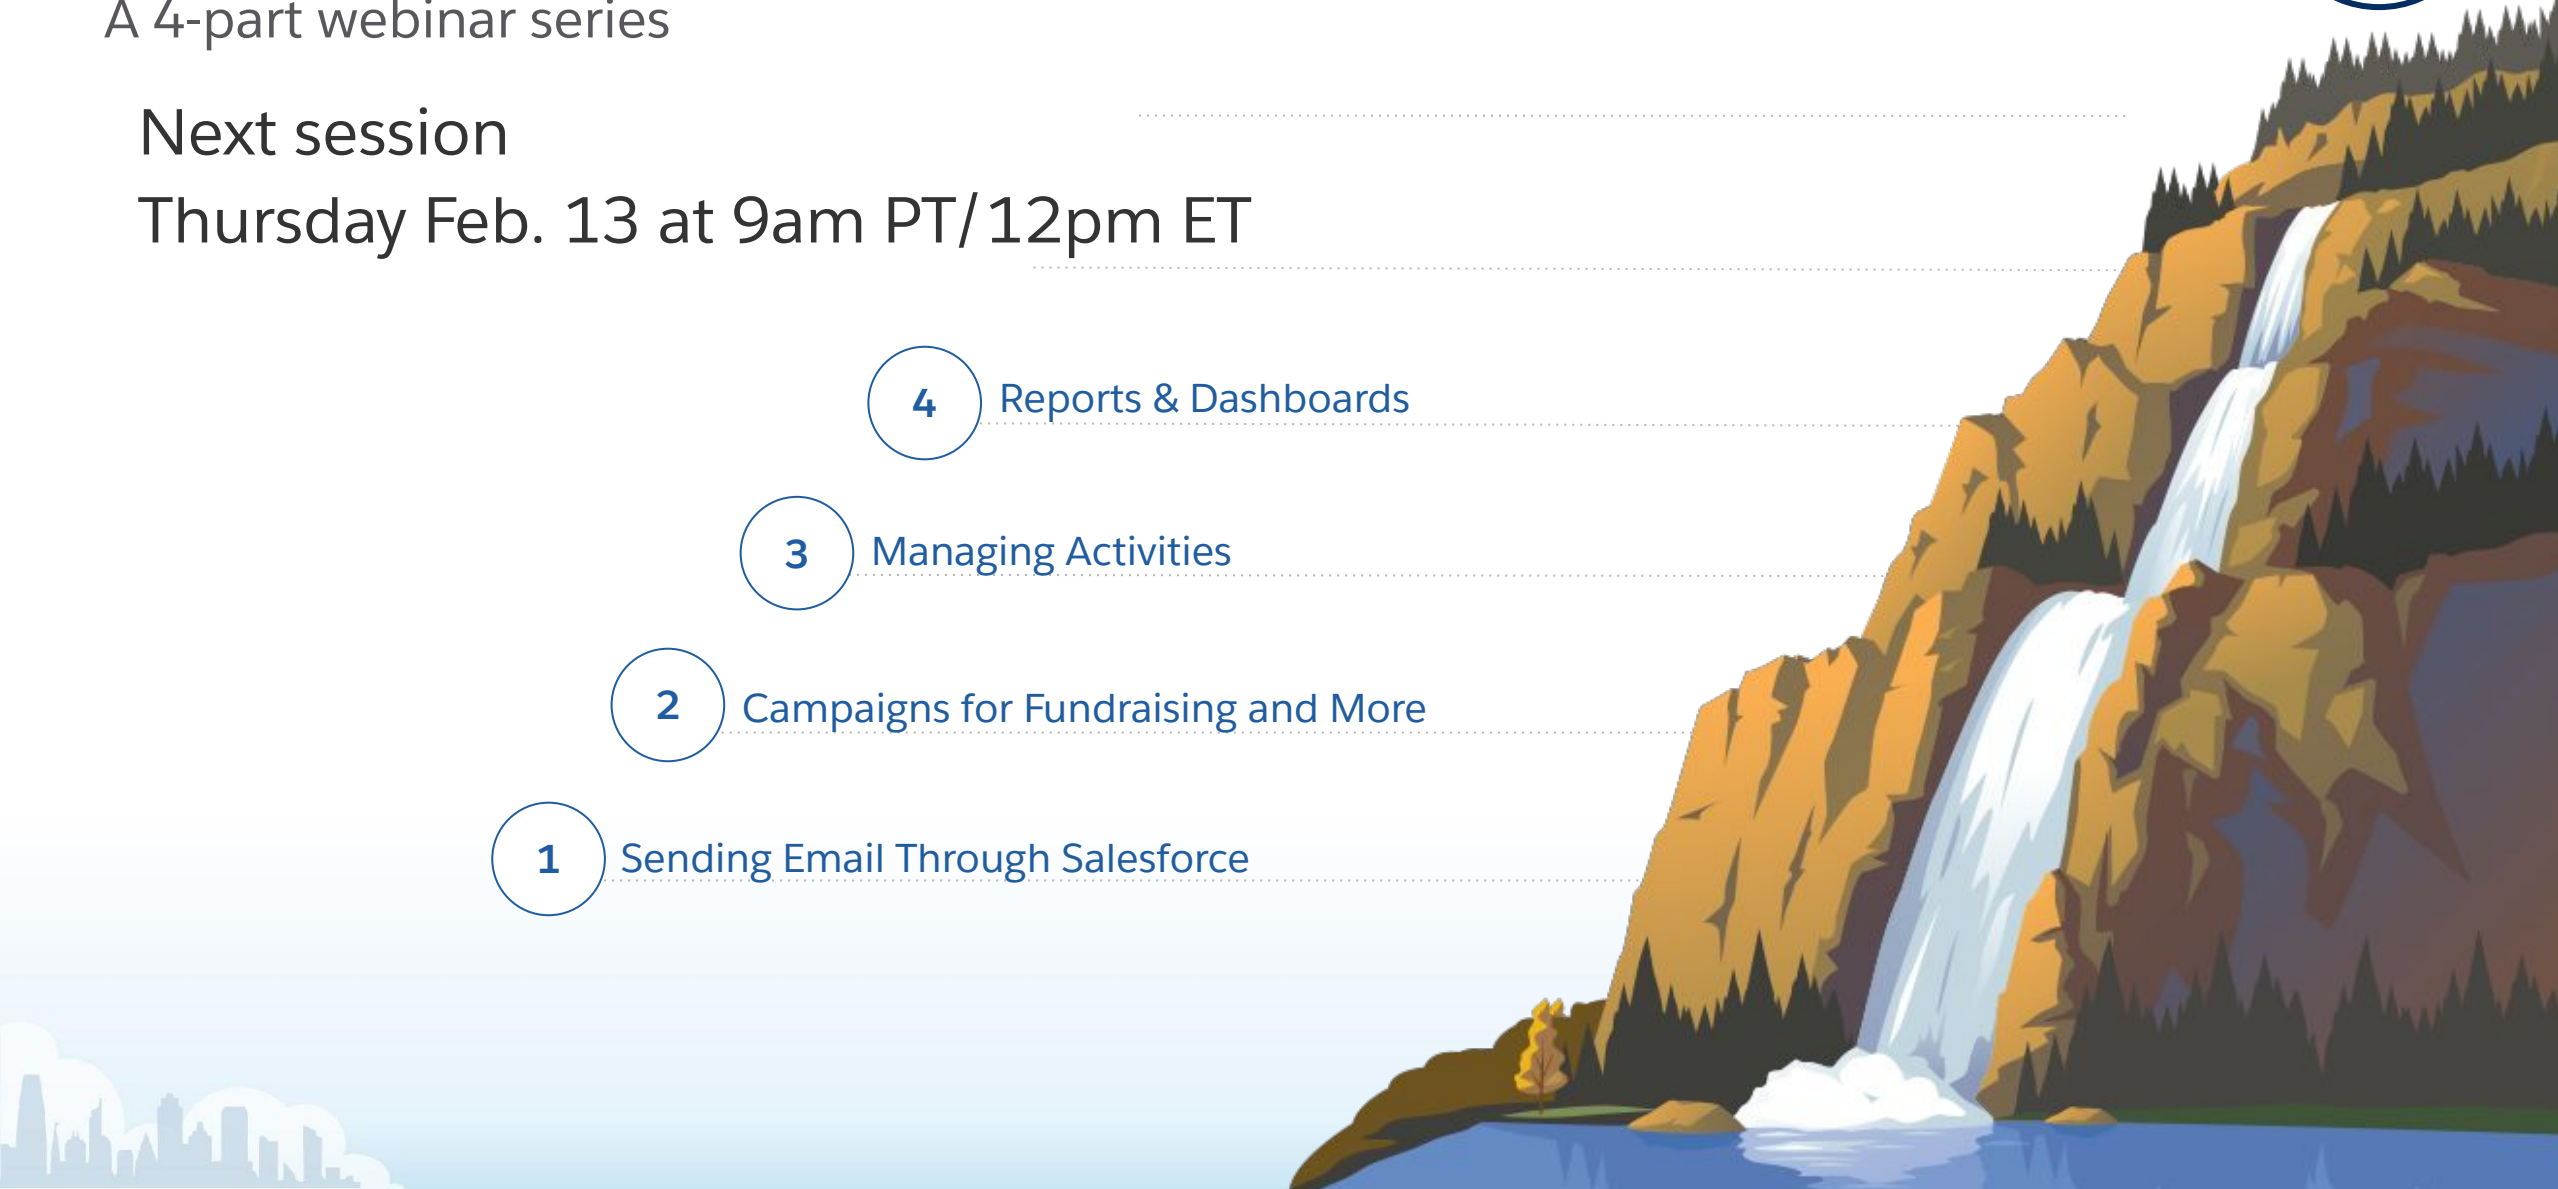 A 4-part webinar series
Next session
Thursday Feb. 13 at 9am PT/12pm ET
4 Reports & Dashboards
3 Managing Activities
2 Campaigns for Fundraising and More
1 Sending Email Through Salesforce